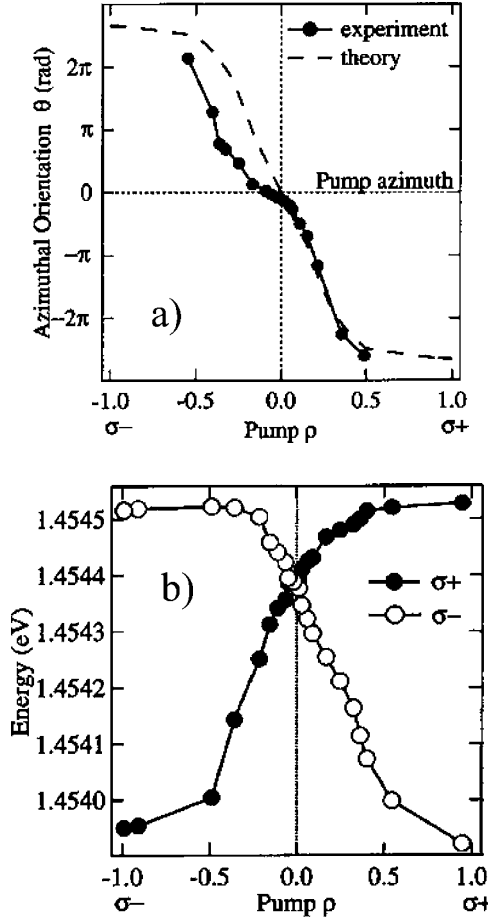 experiment
theory
2π
π
0
−π
−2π
Azimuthal Orientation θ (rad)
Pump azimuth
a)
-1.0 -0.5 0.0 0.5 1.0
σ− Pump ρ σ+
1.4545
1.4544
1.4543
1.4542
1.4541
1.4540
Energy (eV)
b)
σ+
σ−
-1.0 -0.5 0.0 0.5 1.0
σ− Pump ρ σ+